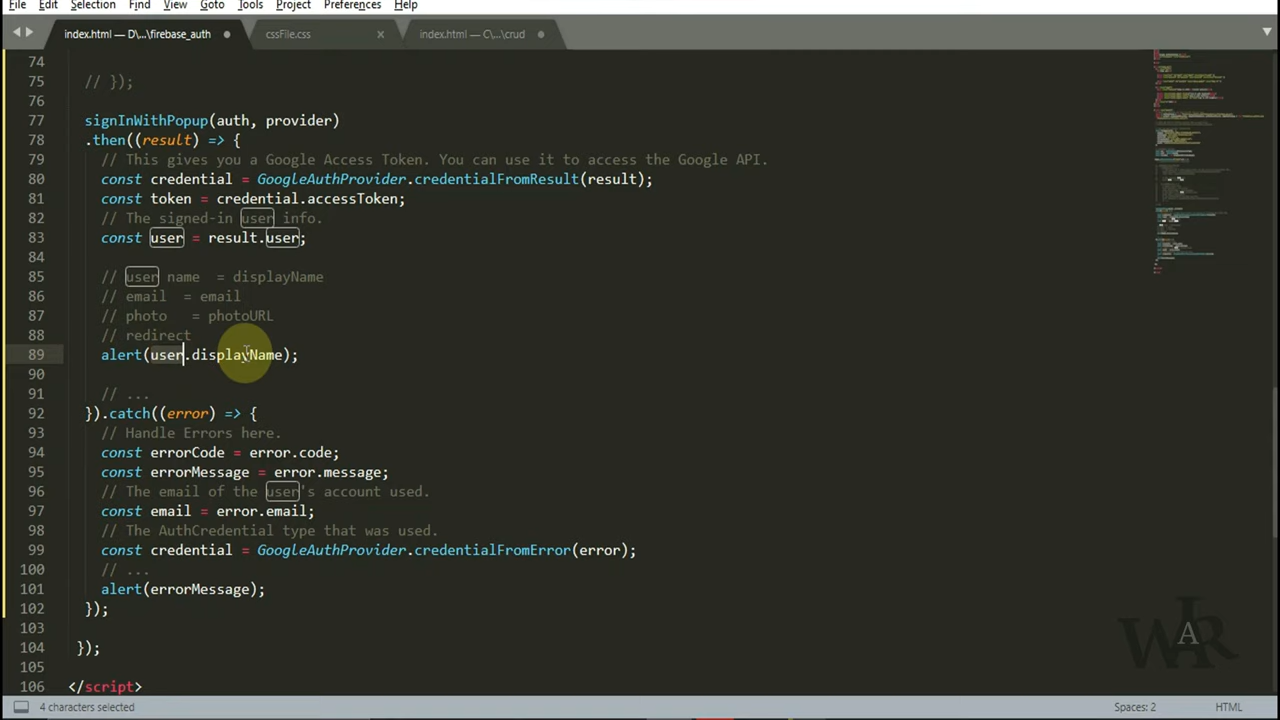 File Edit Selection Find View Goto Tools Project Preferences Help
index.html — D\...\firebase_auth cssFile.css index.html — C\...\crud
74
75 // });
76
77 signInWithPopup(auth, provider)
78 .then((result) => {
79 // This gives you a Google Access Token. You can use it to access the Google API.
80 const credential = GoogleAuthProvider.credentialFromResult(result);
81 const token = credential.accessToken;
82 // The signed-in user info.
83 const user = result.user;
84
85 // user name = displayName
86 // email = email
87 // photo = photoURL
88 // redirect
89 alert(user.displayName);
90
91 // ...
92 }).catch((error) => {
93 // Handle Errors here.
94 const errorCode = error.code;
95 const errorMessage = error.message;
96 // The email of the user's account used.
97 const email = error.email;
98 // The AuthCredential type that was used.
99 const credential = GoogleAuthProvider.credentialFromError(error);
100 // ...
101 alert(errorMessage);
102 });
103
104 });
105
106 </script>
4 characters selected Spaces: 2 HTML